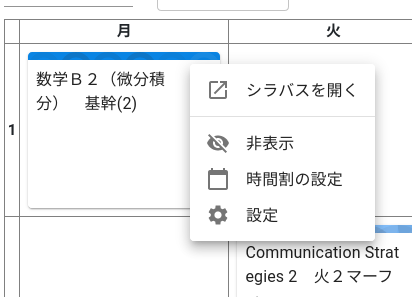 月
火
1
数学Ｂ２（微分積
分）　基幹(2)
シラバスを開く
非表示
時間割の設定
設定
Communication Strat
egies 2　火２マーフ